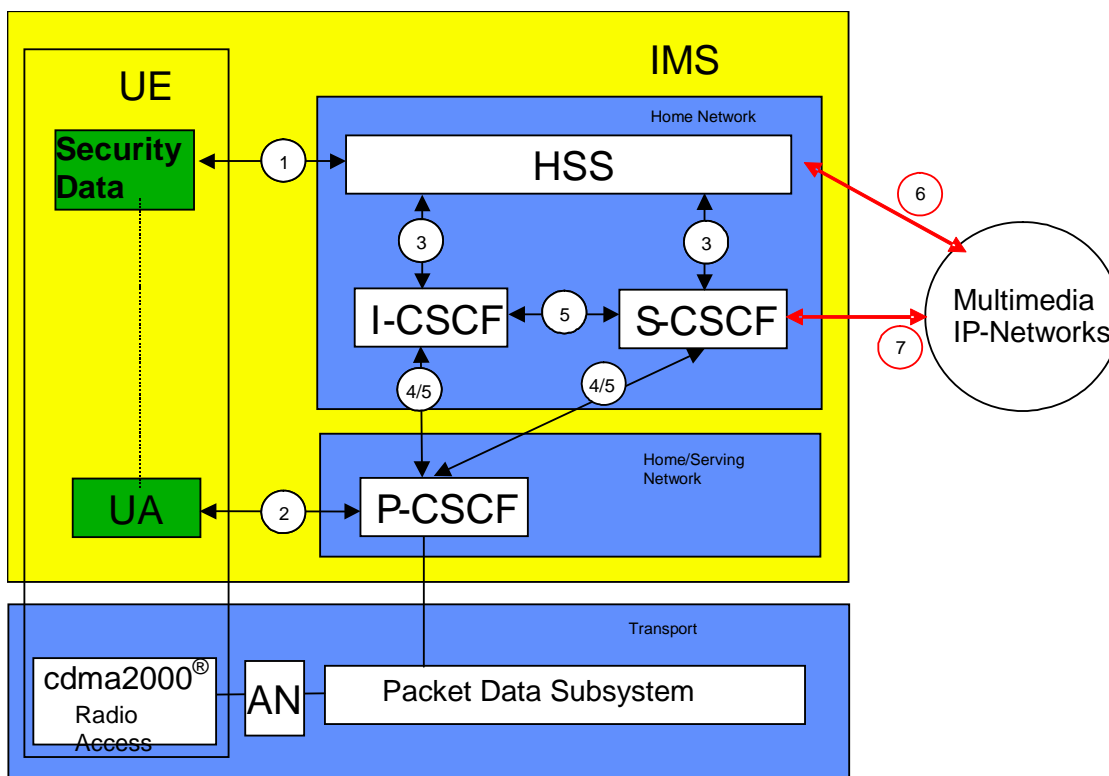 IMS
UE
Home Network
Security
Data
1
HSS
6
3
3
Multimedia
IP-Networks
I-CSCF
5
S-CSCF
7
4/5
4/5
Home/Serving
Network
UA
2
P-CSCF
Transport
cdma2000®
Radio
Access
AN
Packet Data Subsystem